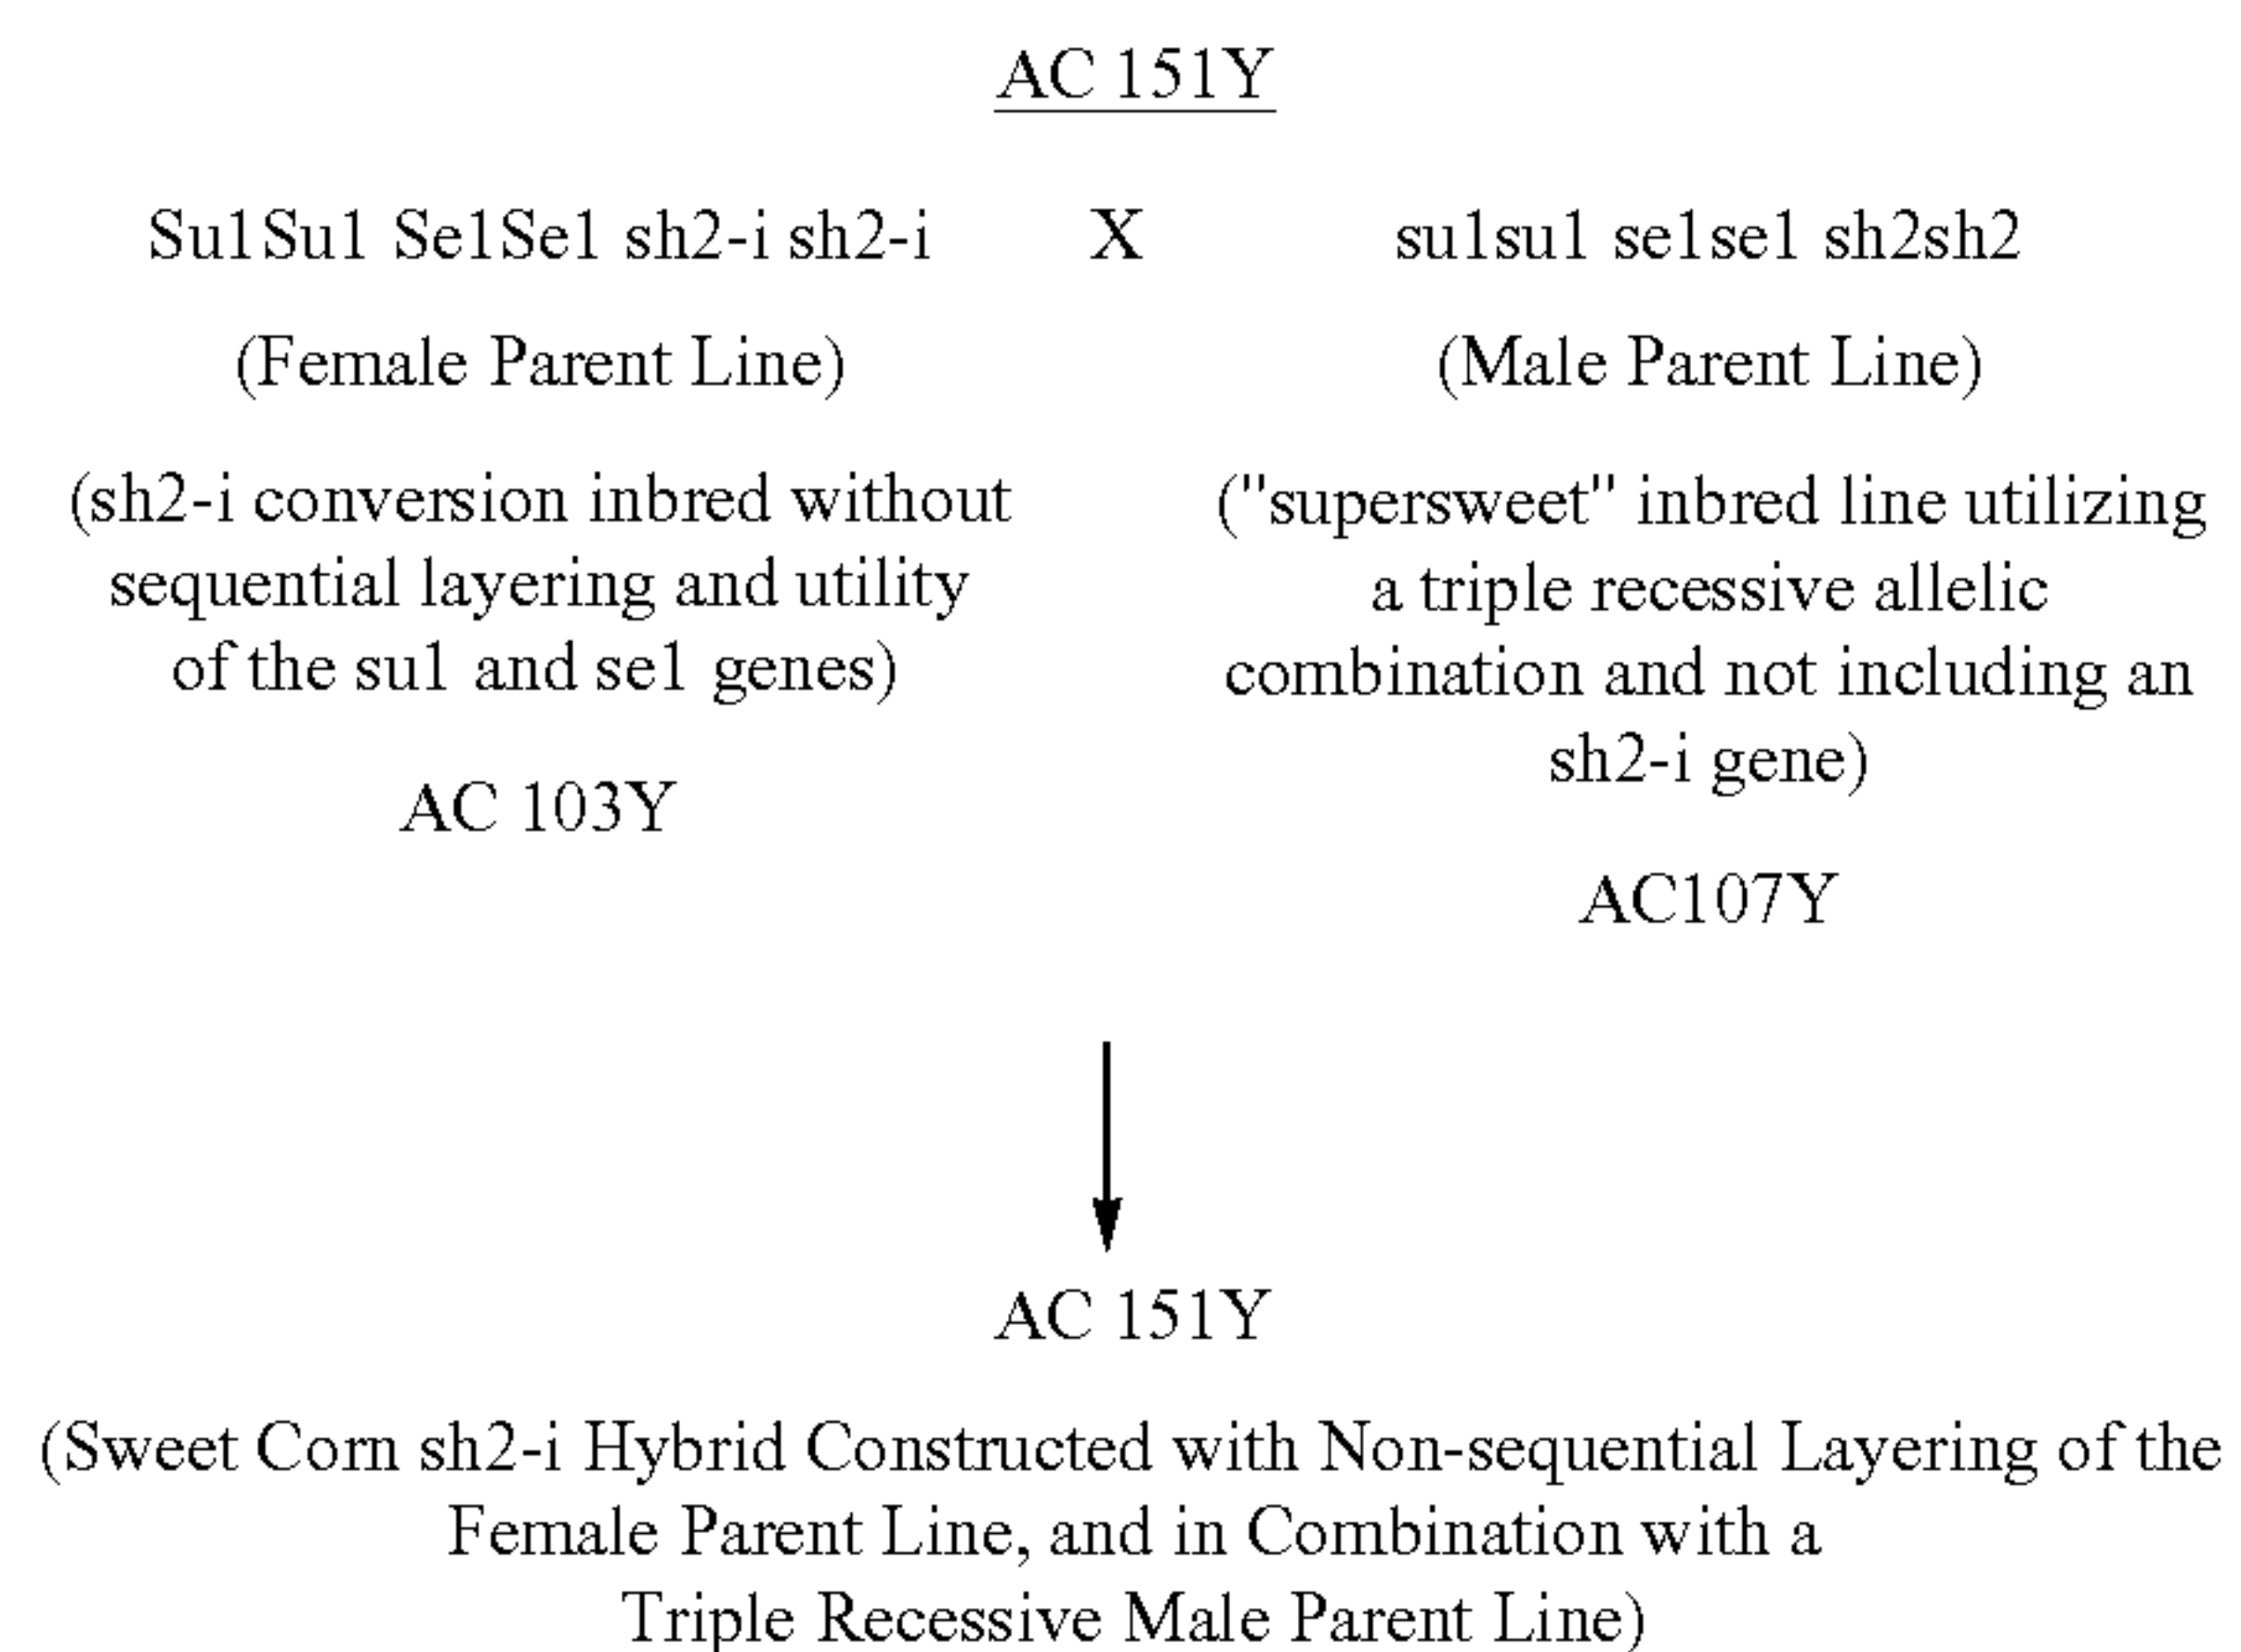 AC 151Y
Su1Su1 Se1Se1 sh2-i sh2-i X su1su1 se1se1 sh2sh2
(Female Parent Line)
(Male Parent Line)
(sh2-i conversion inbred without
sequential layering and utility
of the su1 and se1 genes)
AC 103Y
("supersweet" inbred line utilizing
a triple recessive allelic
combination and not including an
sh2-i gene)
AC107Y
AC 151Y
(Sweet Corn sh2-i Hybrid Constructed with Non-sequential Layering of the
Female Parent Line, and in Combination with a
Triple Recessive Male Parent Line)